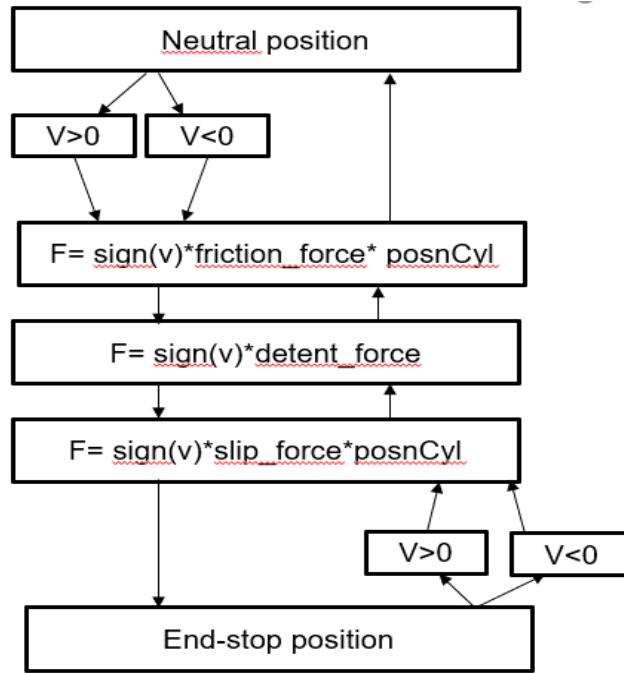 Neutral position
V>0 V<0
F= sign(v)*friction_force* posnCyl
F= sign(v)*detent_force
F= sign(v)*slip_force*posnCyl
V>0 V<0
End-stop position